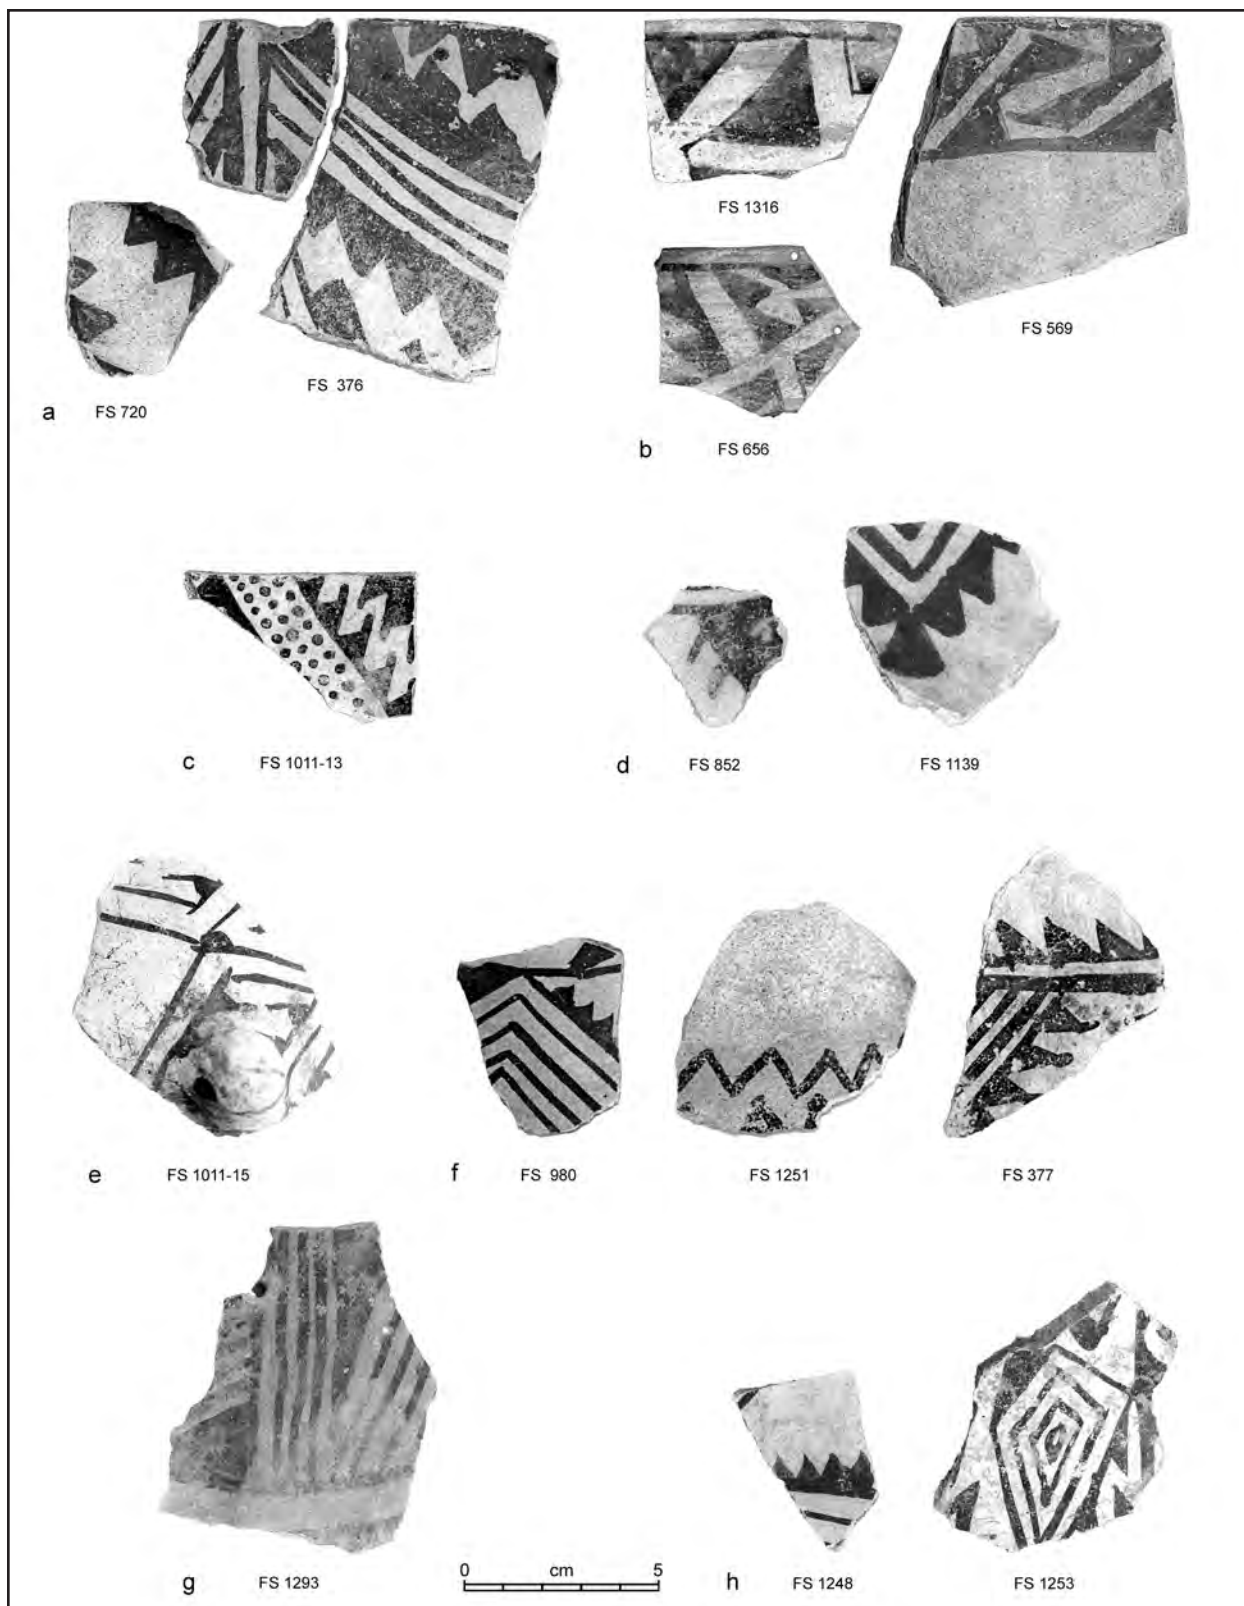 FS 1316
FS 569
FS 376
a FS 720
b FS 656
c FS 1011-13
d FS 852 FS 1139
e FS 1011-15
f FS 980 FS 1251 FS 377
g FS 1293
0 cm 5
h FS 1248 FS 1253